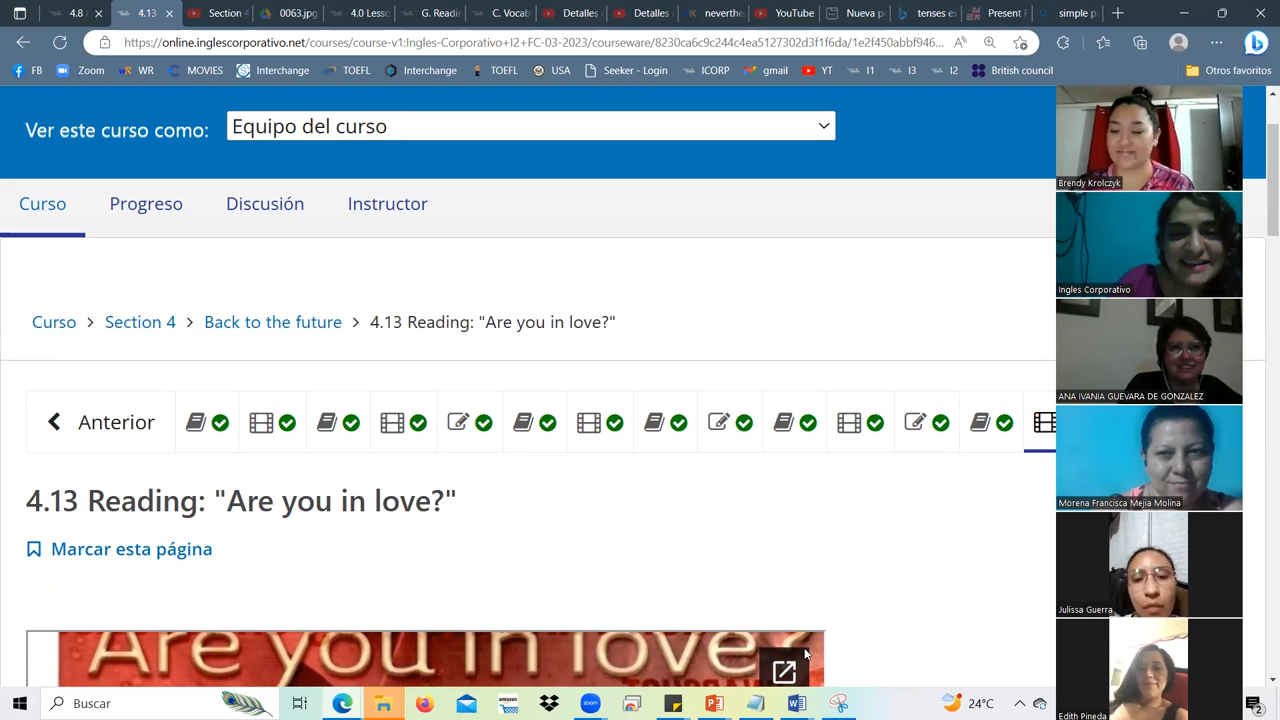 4.8
4.13
Section 4
0063.jpg
4.0 Lesso
G. Reading
C. Vocab
Detalles
Detalles
neverthe
YouTube
Nueva p
tenses es
Present
simple p
https://online.inglescorporativo.net/courses/course-v1:Ingles-Corporativo+I2+FC-03-2023/courseware/8230ca6c9c244c4ea5127302d3f1f6da/1e2f450abbf946...
FB
Zoom
WR
MOVIES
Interchange
TOEFL
Interchange
TOEFL
USA
Seeker - Login
ICORP
gmail
YT
I1
I3
I2
British council
Otros favoritos
Ver este curso como:
Equipo del curso
Curso
Progreso
Discusión
Instructor
Curso > Section 4 > Back to the future > 4.13 Reading: "Are you in love?"
Anterior
4.13 Reading: "Are you in love?"
Marcar esta página
Are you in love?
Brendy Krolczyk
Ingles Corporativo
ANA IVANIA GUEVARA DE GONZALEZ
Morena Francisca Mejia Molina
Julissa Guerra
Edith Pineda
Buscar
amazon
zoom
24°C
2